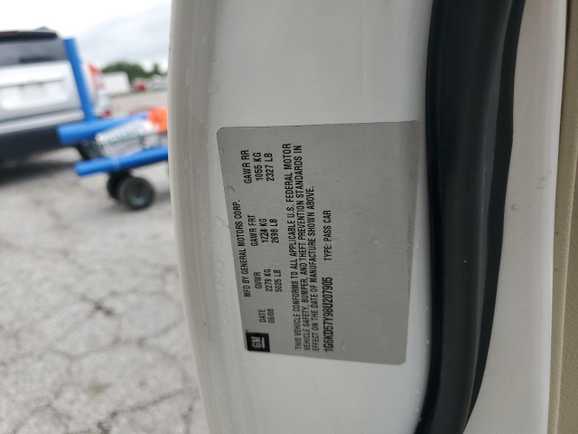 GM
MFD BY GENERAL MOTORS CORP.
DATE GVWR GAWR FRT GAWR RR
06/08 2279 KG 1224 KG 1055 KG
5025 LB 2698 LB 2327 LB
THIS VEHICLE CONFORMS TO ALL APPLICABLE U.S. FEDERAL MOTOR
VEHICLE SAFETY, BUMPER, AND THEFT PREVENTION STANDARDS IN
EFFECT ON THE DATE OF MANUFACTURE SHOWN ABOVE.
1G6KD57Y98U207905 TYPE: PASS CAR